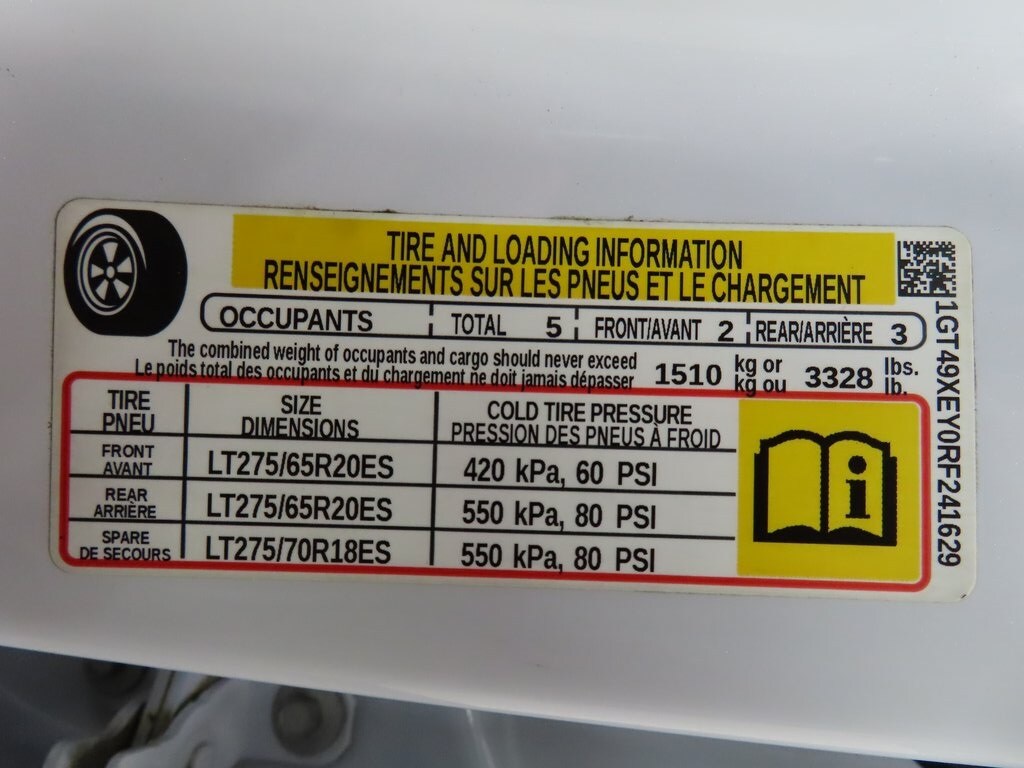 TIRE AND LOADING INFORMATION
RENSEIGNEMENTS SUR LES PNEUS ET LE CHARGEMENT
OCCUPANTS TOTAL 5 FRONT/AVANT 2 REAR/ARRIÈRE 3
The combined weight of occupants and cargo should never exceed 1510 kg or 3328 lbs.
Le poids total des occupants et du chargement ne doit jamais dépasser kg ou lb.
TIRE SIZE COLD TIRE PRESSURE
PNEU DIMENSIONS PRESSION DES PNEUS À FROID
FRONT
AVANT LT275/65R20ES 420 kPa, 60 PSI
REAR
ARRIÈRE LT275/65R20ES 550 kPa, 80 PSI
SPARE
DE SECOURS LT275/70R18ES 550 kPa, 80 PSI
i
1GT49XEY0RF241629